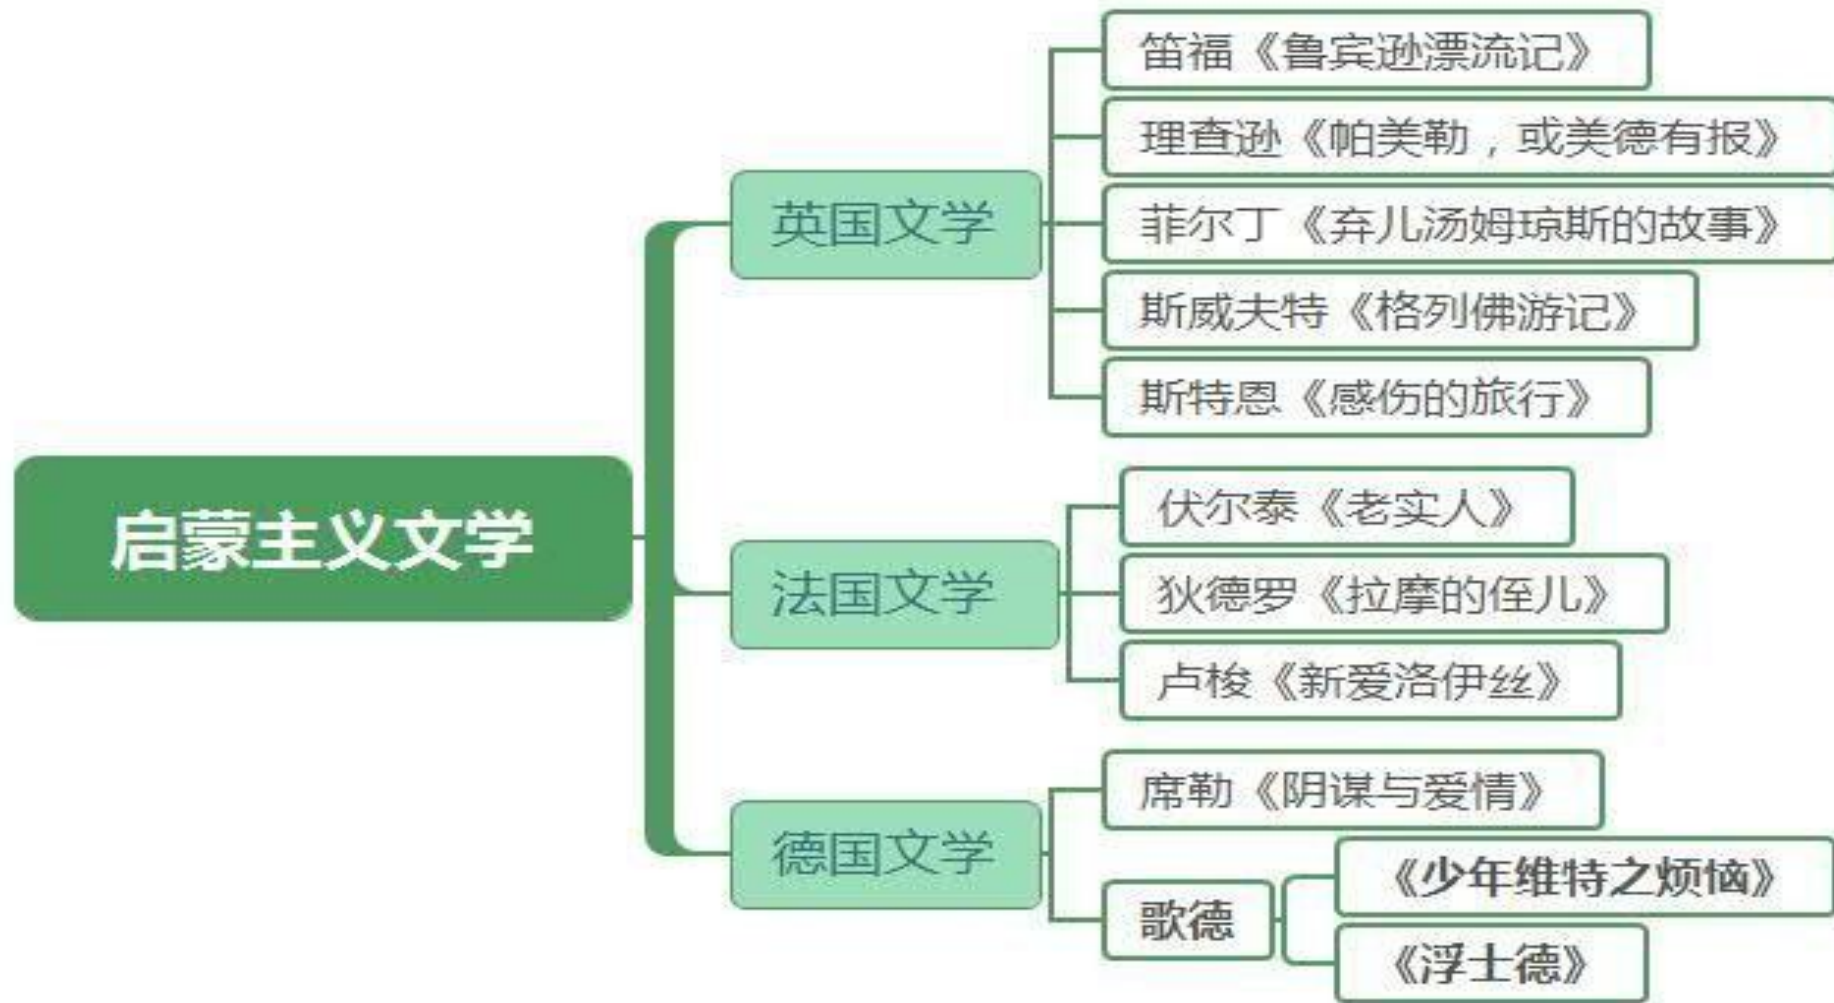 启蒙主义文学
英国文学
笛福《鲁宾逊漂流记》
理查逊《帕美勒，或美德有报》
菲尔丁《弃儿汤姆琼斯的故事》
斯威夫特《格列佛游记》
斯特恩《感伤的旅行》
法国文学
伏尔泰《老实人》
狄德罗《拉摩的侄儿》
卢梭《新爱洛伊丝》
德国文学
席勒《阴谋与爱情》
歌德
《少年维特之烦恼》
《浮士德》